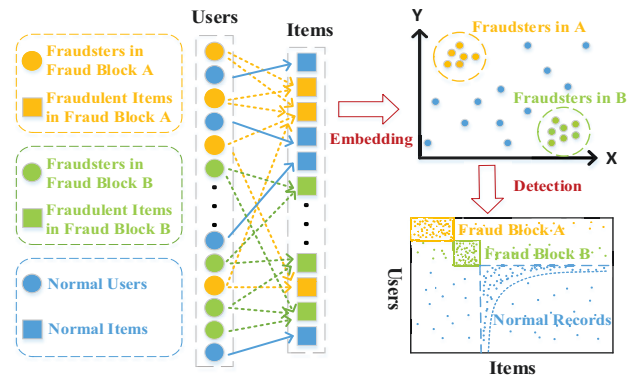 Fraudsters in
Fraud Block A
Fraudulent Items
in Fraud Block A
Fraudsters in
Fraud Block B
Fraudulent Items
in Fraud Block B
Normal Users
Normal Items
Users
Items
Embedding
Y
Fraudsters in A
Fraudsters in B
X
Detection
Fraud Block A
Fraud Block B
Normal Records
Users
Items